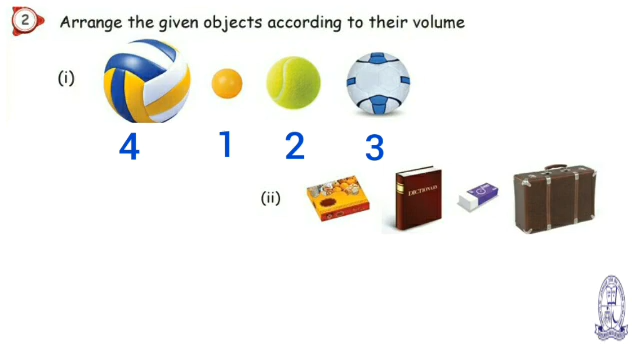 2 Arrange the given objects according to their volume
(i)
4 1 2 3
(ii)
DICTIONARY